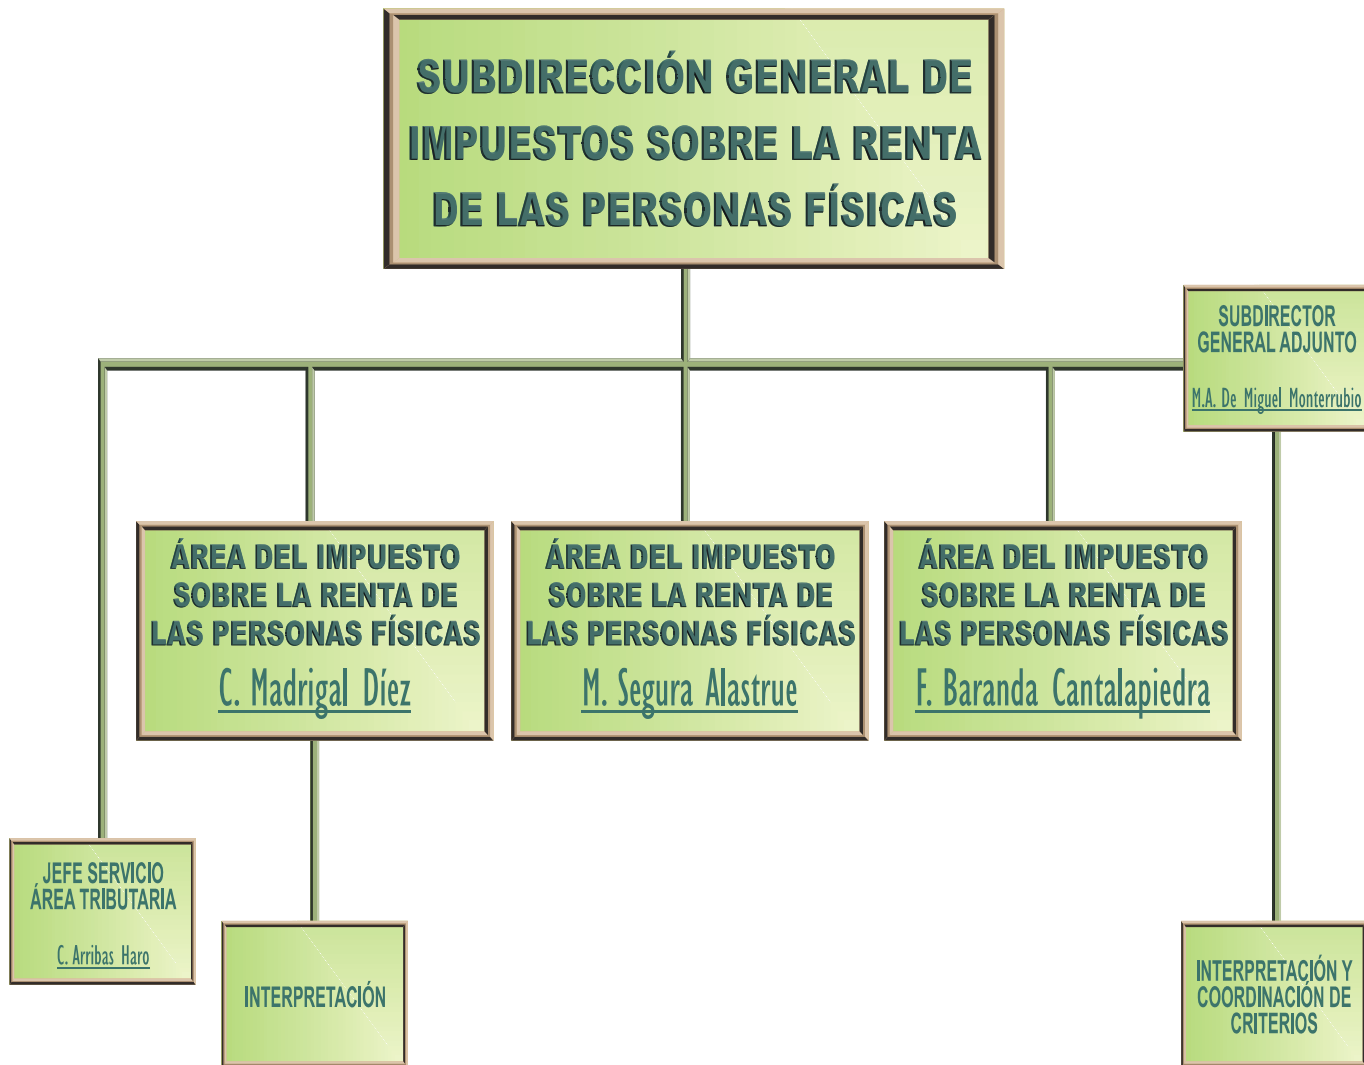 SUBDIRECCIÓN GENERAL DE
IMPUESTOS SOBRE LA RENTA
DE LAS PERSONAS FÍSICAS
SUBDIRECTOR
GENERAL ADJUNTO
M.A. De Miguel Monterrubio
ÁREA DEL IMPUESTO
SOBRE LA RENTA DE
LAS PERSONAS FÍSICAS
C. Madrigal Díez
ÁREA DEL IMPUESTO
SOBRE LA RENTA DE
LAS PERSONAS FÍSICAS
M. Segura Alastrue
ÁREA DEL IMPUESTO
SOBRE LA RENTA DE
LAS PERSONAS FÍSICAS
F. Baranda Cantalapiedra
JEFE SERVICIO
ÁREA TRIBUTARIA
C. Arribas Haro
INTERPRETACIÓN
INTERPRETACIÓN Y
COORDINACIÓN DE
CRITERIOS